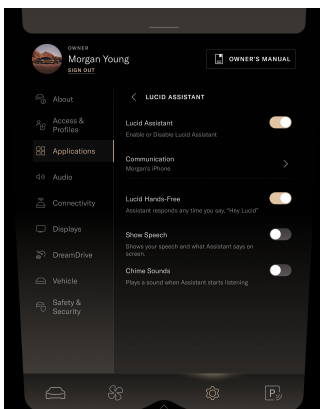 OWNER
Morgan Young
SIGN OUT
OWNER'S MANUAL
About
Access &
Profiles
Applications
Audio
Connectivity
Displays
DreamDrive
Vehicle
Safety &
Security
LUCID ASSISTANT
Lucid Assistant
Enable or Disable Lucid Assistant
Communication
Morgan's iPhone
Lucid Hands-Free
Assistant responds any time you say, "Hey Lucid"
Show Speech
Shows your speech and what Assistant says on
screen.
Chime Sounds
Plays a sound when Assistant starts listening
P